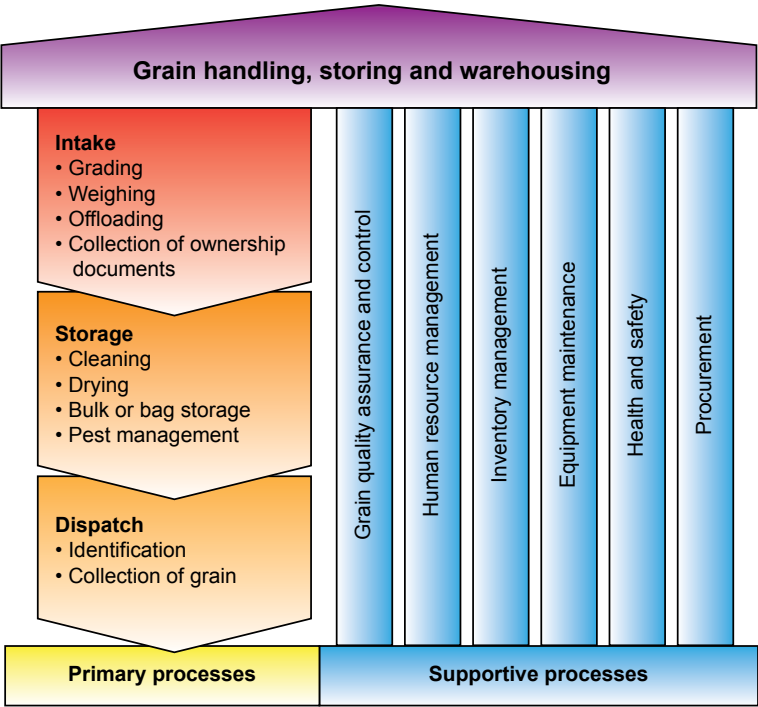 Grain handling, storing and warehousing
Intake
• Grading
• Weighing
• Offloading
• Collection of ownership
documents
Storage
• Cleaning
• Drying
• Bulk or bag storage
• Pest management
Dispatch
• Identification
• Collection of grain
Grain quality assurance and control
Human resource management
Inventory management
Equipment maintenance
Health and safety
Procurement
Primary processes
Supportive processes